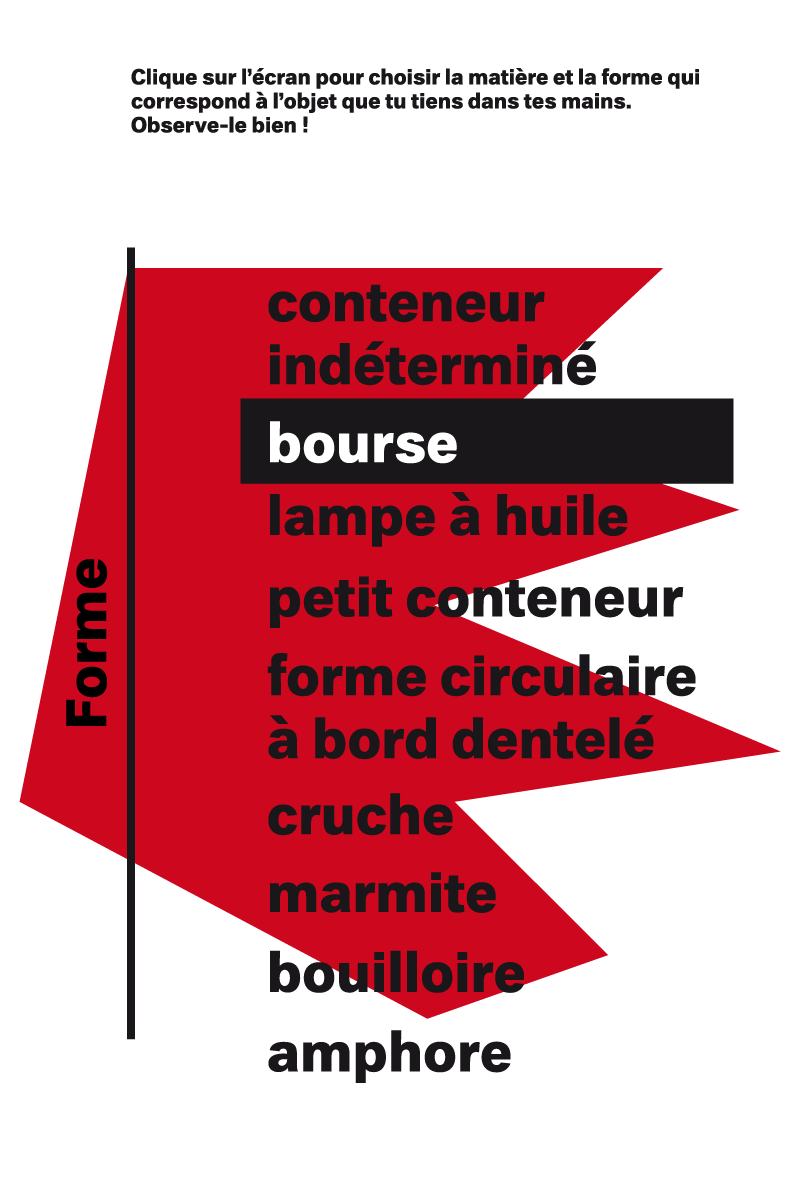 Clique sur l’écran pour choisir la matière et la forme qui
correspond à l’objet que tu tiens dans tes mains.
Observe-le bien !
Forme
conteneur
indéterminé
bourse
lampe à huile
petit conteneur
forme circulaire
à bord dentelé
cruche
marmite
bouilloire
amphore